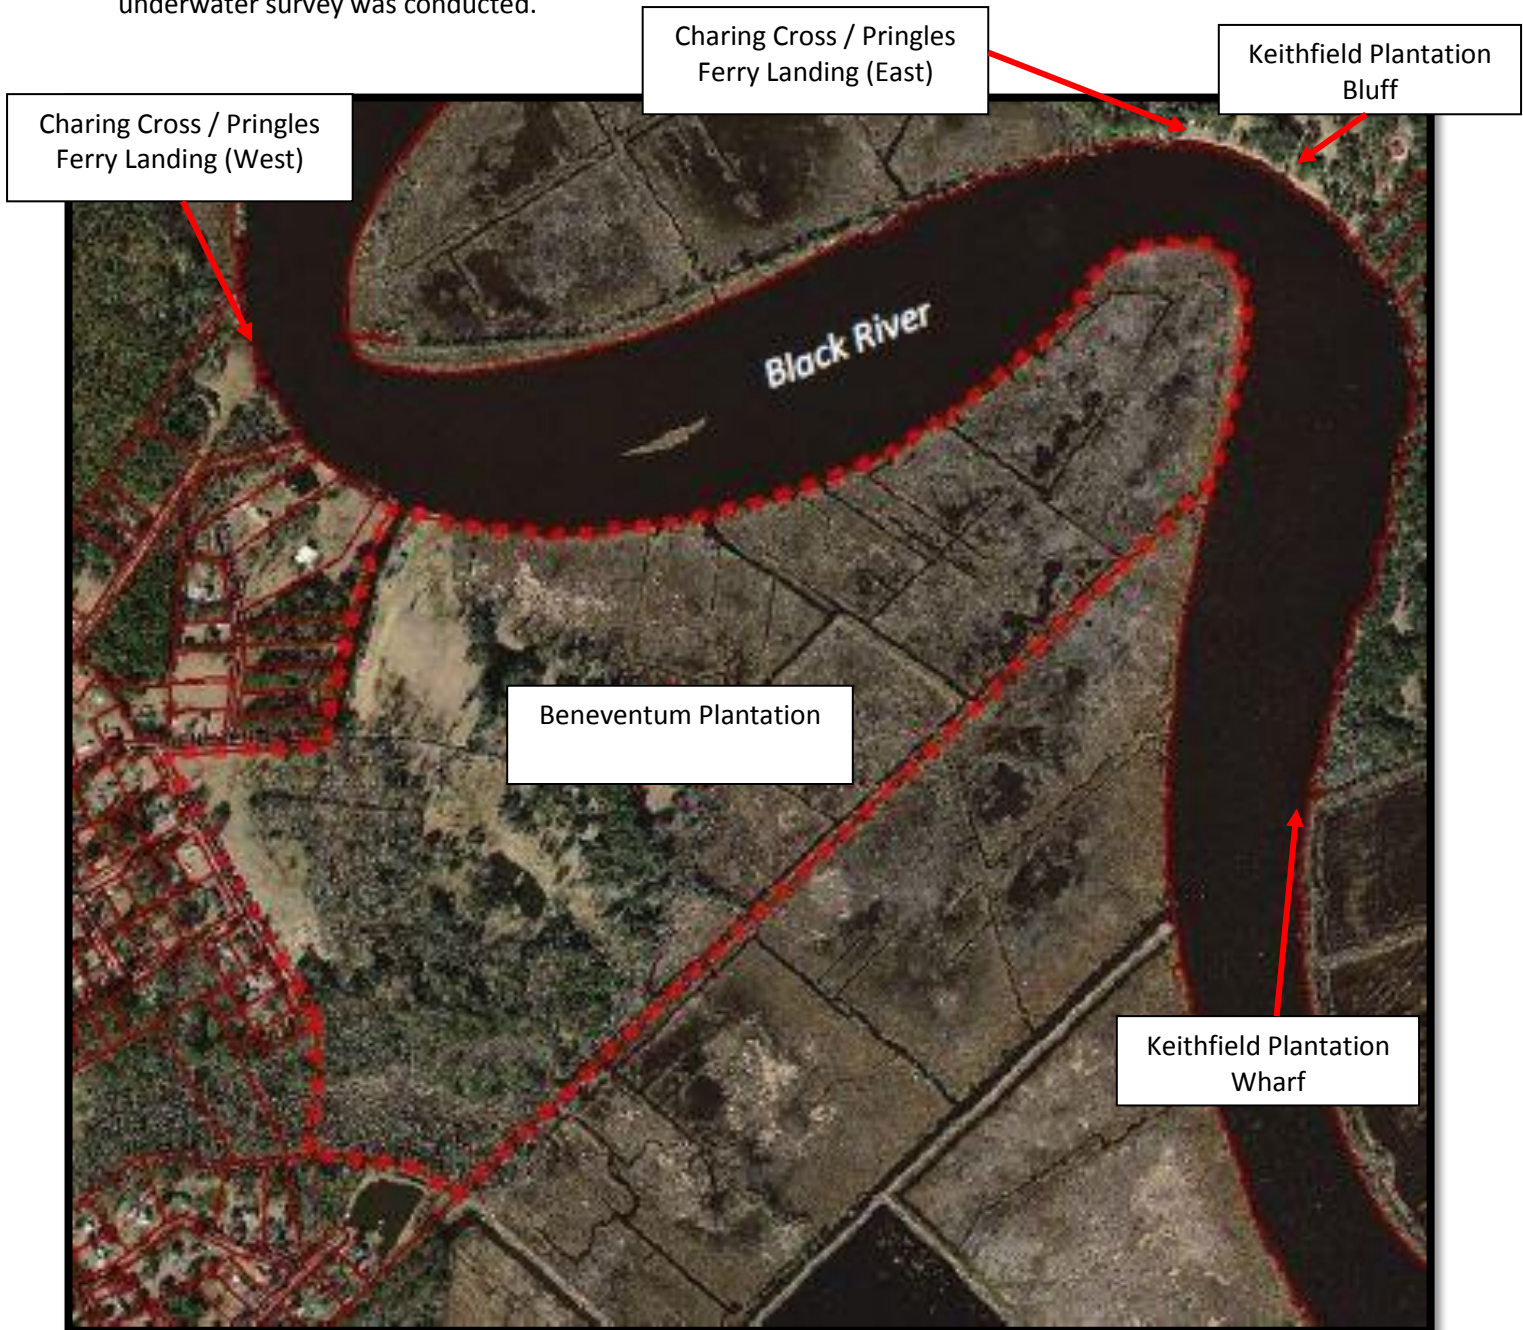 underwater survey was conducted.
Charing Cross / Pringles
Ferry Landing (East)
Keithfield Plantation
Bluff
Charing Cross / Pringles
Ferry Landing (West)
Black River
Beneventum Plantation
Keithfield Plantation
Wharf